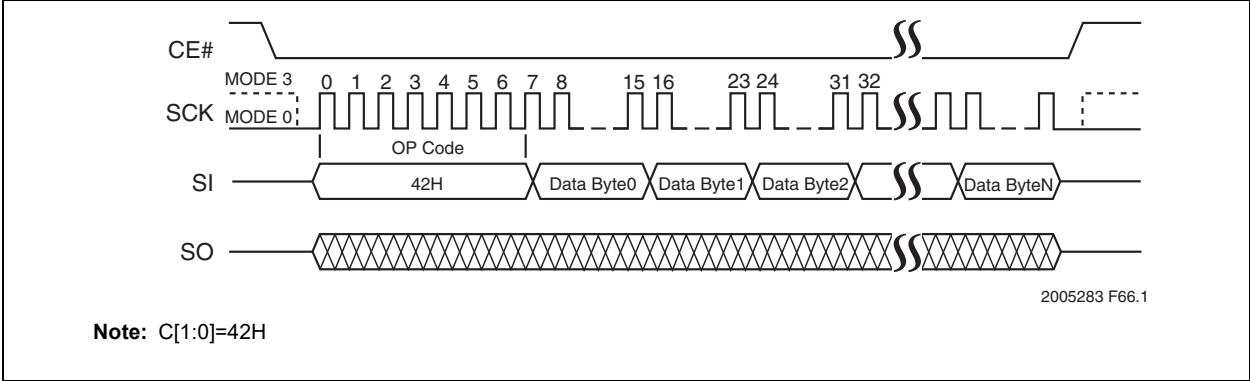 CE#
MODE 3 0 1 2 3 4 5 6 7 8 15 16 23 24 31 32
SCK MODE 0
OP Code
SI 42H Data Byte0 Data Byte1 Data Byte2 Data ByteN
SO
2005283 F66.1
Note: C[1:0]=42H